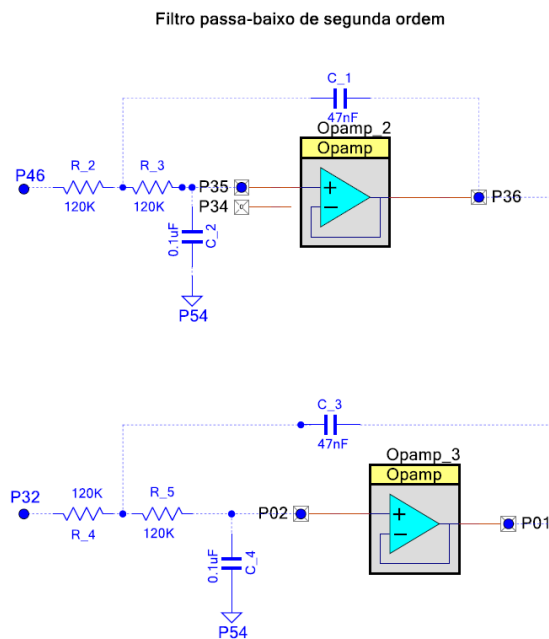 Filtro passa-baixo de segunda ordem
C_1
47nF
Opamp_2
Opamp
P46
R_2
120K
R_3
120K
P35
P34
+
−
P36
0.1uF
C_2
P54
C_3
47nF
Opamp_3
Opamp
P32
120K
R_4
R_5
120K
P02
+
−
P01
0.1uF
C_4
P54